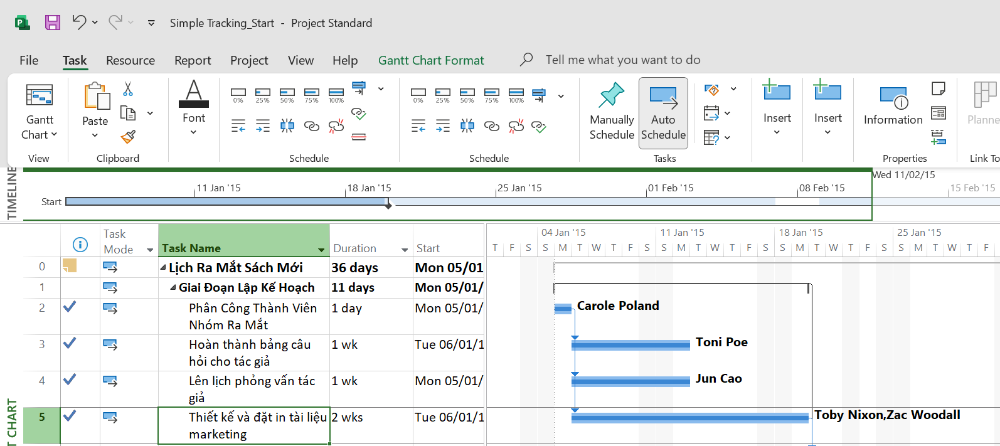 Simple Tracking_Start - Project Standard
File Task Resource Report Project View Help Gantt Chart Format Tell me what you want to do
Gantt Chart
View
Paste
Clipboard
Font
0% 25% 50% 75% 100%
Schedule
0% 25% 50% 75% 100%
Schedule
Manually Schedule
Auto Schedule
Tasks
Insert
Insert
Information
Properties
Planne
Link To
TIMELINE
Wed 11/02/15
11 Jan '15 18 Jan '15 25 Jan '15 01 Feb '15 08 Feb '15 15 Feb '15
Start
Task Mode Task Name Duration Start
04 Jan '15 11 Jan '15 18 Jan '15 25 Jan '15
T F S S M T W T F S S M T W T F S S M T W T F S S M T W T F
0 Lịch Ra Mắt Sách Mới 36 days Mon 05/01
1 Giai Đoạn Lập Kế Hoạch 11 days Mon 05/01/
2 Phân Công Thành Viên 1 day Mon 05/01/ Carole Poland
Nhóm Ra Mắt
3 Hoàn thành bảng câu 1 wk Tue 06/01/1 Toni Poe
hỏi cho tác giả
4 Lên lịch phỏng vấn tác 1 wk Mon 05/01/ Jun Cao
giả
5 Thiết kế và đặt in tài liệu 2 wks Tue 06/01/1 Toby Nixon,Zac Woodall
marketing
T CHART